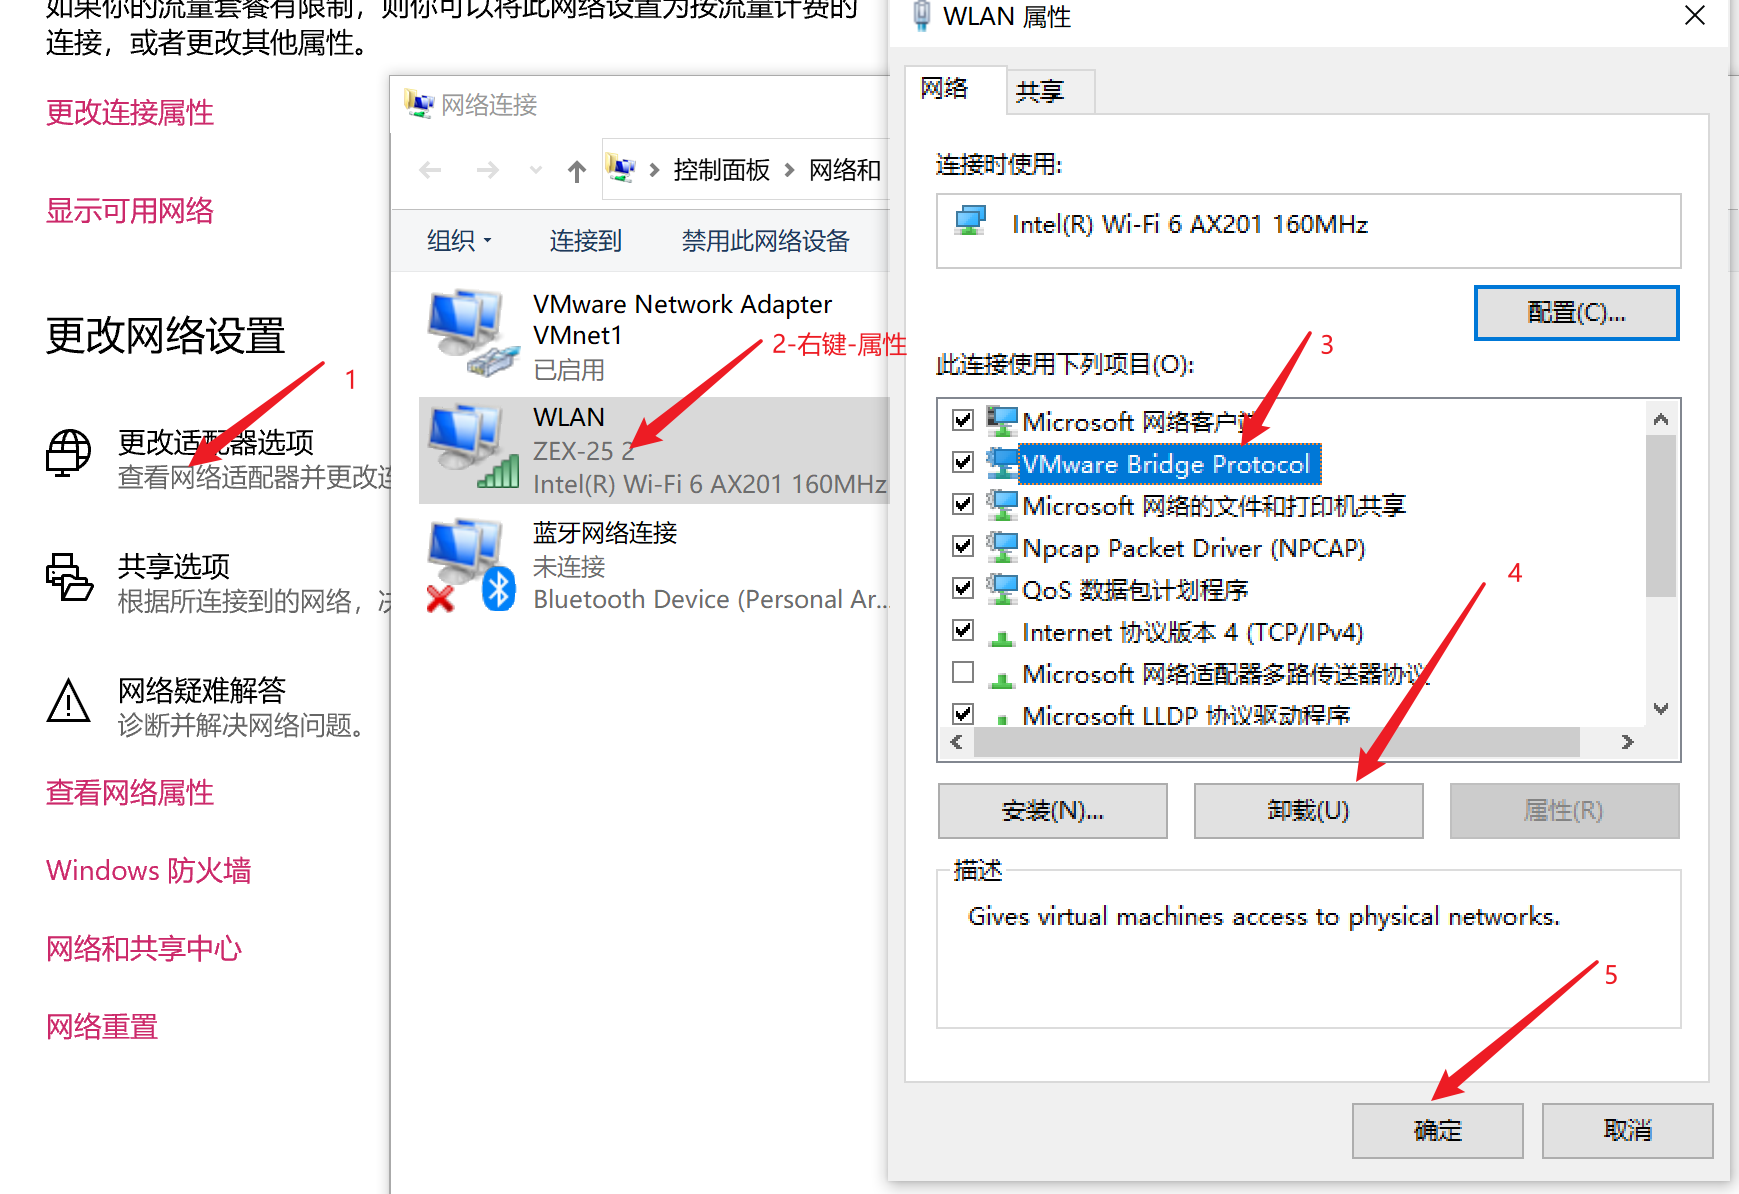 如果你的流量套餐有限制，则你可以将此网络设置为按流量计费的
连接，或者更改其他属性。
更改连接属性
显示可用网络
更改网络设置
1
更改适配器选项
查看网络适配器并更改连
共享选项
根据所连接到的网络，决
网络疑难解答
诊断并解决网络问题。
查看网络属性
Windows 防火墙
网络和共享中心
网络重置
网络连接
控制面板
网络和
组织
连接到
禁用此网络设备
VMware Network Adapter
VMnet1
已启用
2-右键-属性
WLAN
ZEX-25 2
Intel(R) Wi-Fi 6 AX201 160MHz
蓝牙网络连接
未连接
Bluetooth Device (Personal Ar...
WLAN 属性
网络
共享
连接时使用:
Intel(R) Wi-Fi 6 AX201 160MHz
配置(C)...
3
此连接使用下列项目(O):
Microsoft 网络客户端
VMware Bridge Protocol
Microsoft 网络的文件和打印机共享
Npcap Packet Driver (NPCAP)
QoS 数据包计划程序
Internet 协议版本 4 (TCP/IPv4)
Microsoft 网络适配器多路传送器协议
Microsoft LLDP 协议驱动程序
4
安装(N)...
卸载(U)
属性(R)
描述
Gives virtual machines access to physical networks.
5
确定
取消